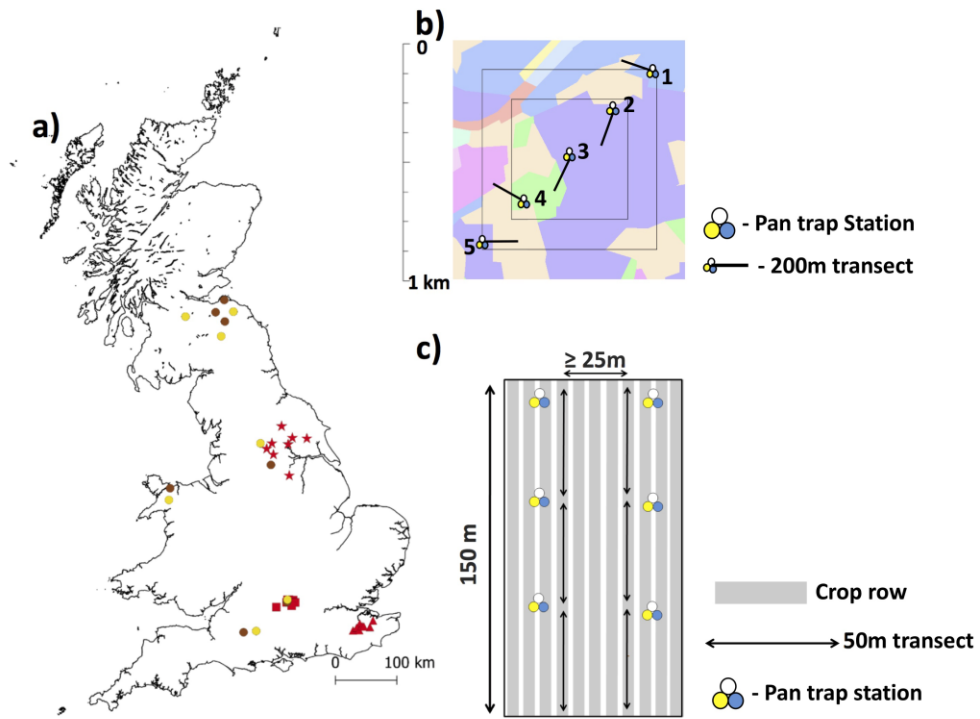 a)
0 100 km
b)
0
1 km
1
2
3
4
5
- Pan trap Station
- 200m transect
c)
≥ 25m
150 m
Crop row
50m transect
- Pan trap station